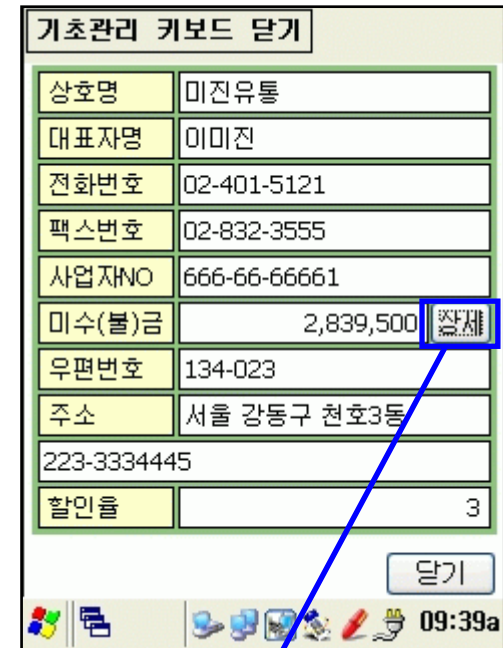 기초관리 키보드 닫기
상호명 미진유통
대표자명 이미진
전화번호 02-401-5121
팩스번호 02-832-3555
사업자NO 666-66-66661
미수(불)금 2,839,500
우편번호 134-023
주소 서울 강동구 천호3동
223-3334445
할인율 3
닫기
09:39a